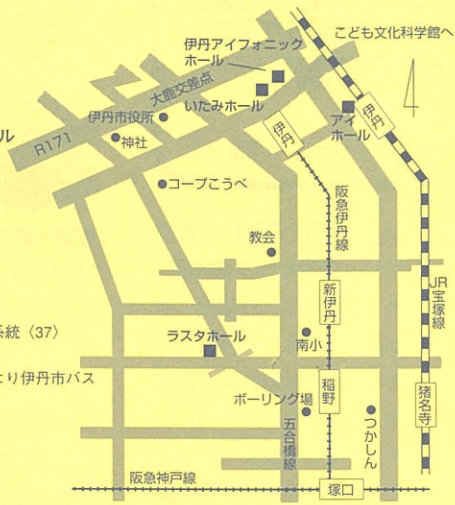 こども文化科学館へ
伊丹アイフォニック
ホール
大鹿交差点
いたみホール
伊丹市役所
伊丹
伊丹
アイ
ホール
ル
R171
神社
コープこうべ
阪急伊丹線
教会
新伊丹
JR
宝塚線
系統〈37〉
ラスタホール
南小
より伊丹市バス
稲野
猪名寺
ボーリング場
五合橋線
つかしん
阪急神戸線
塚口